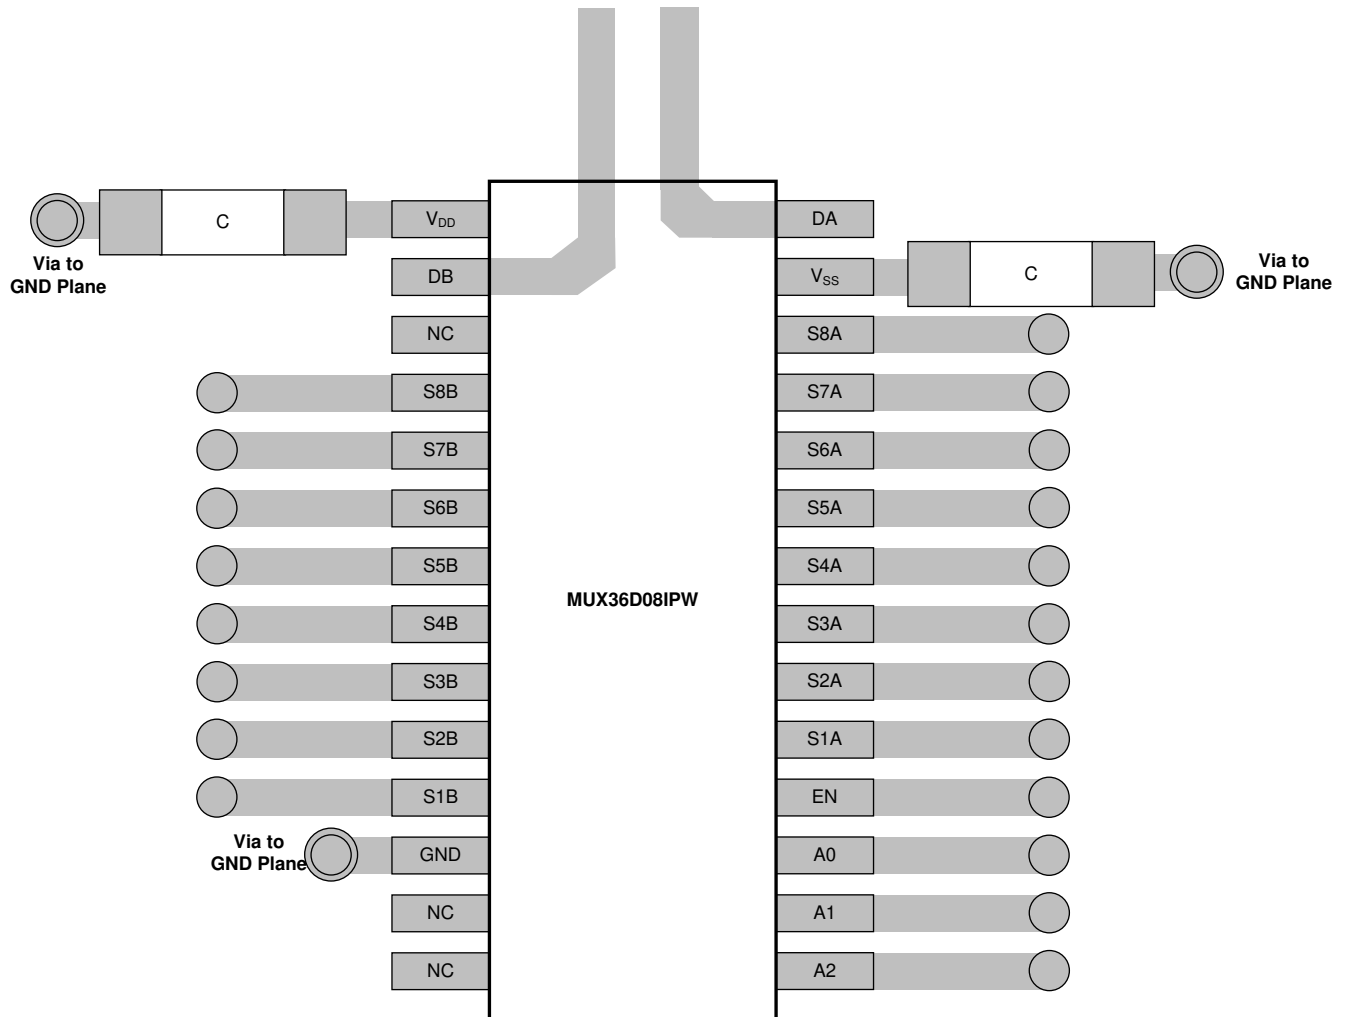 C
V_DD
DA
Via to
GND Plane
DB
V_SS
C
Via to
GND Plane
NC
S8A
S8B
S7A
S7B
S6A
S6B
S5A
S5B
S4A
MUX36D08IPW
S4B
S3A
S3B
S2A
S2B
S1A
S1B
EN
Via to
GND Plane
GND
A0
NC
A1
NC
A2